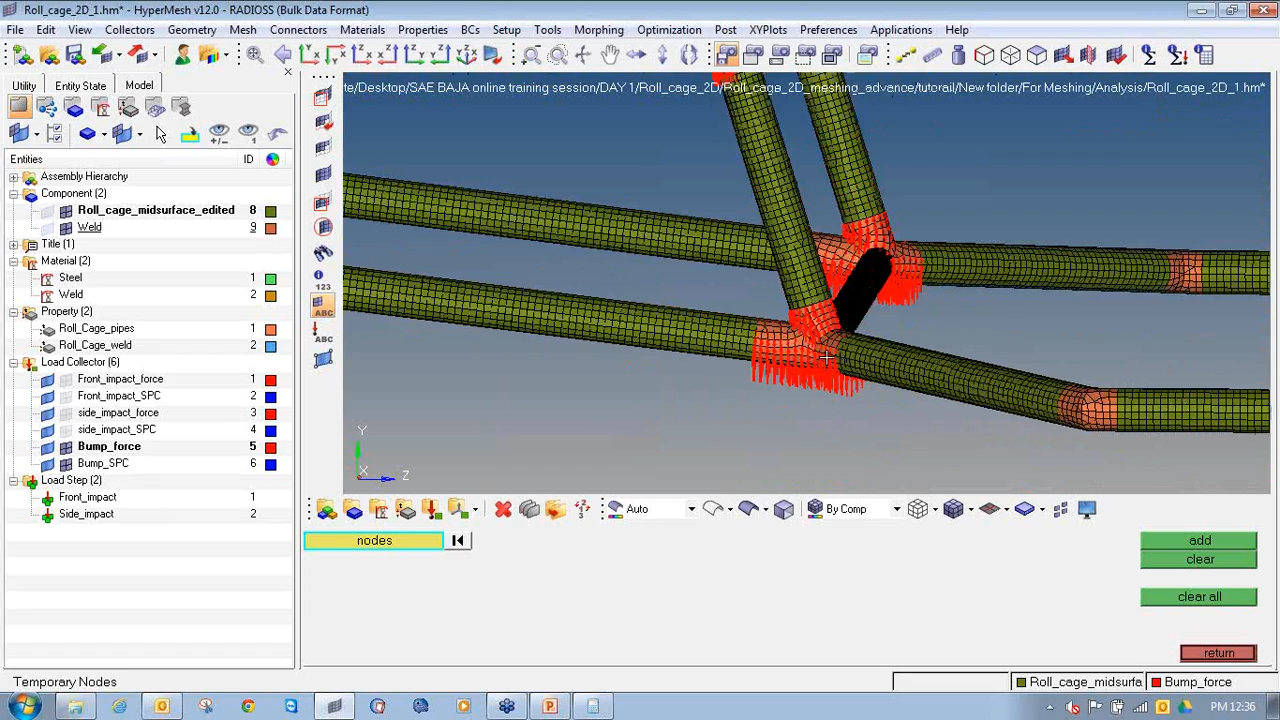 Roll_cage_2D_1.hm* - HyperMesh v12.0 - RADIOSS (Bulk Data Format)
File Edit View Collectors Geometry Mesh Connectors Materials Properties BCs Setup Tools Morphing Optimization Post XYPlots Preferences Applications Help
Utility Entity State Model
te/Desktop/SAE BAJA online training session/DAY 1/Roll_cage_2D/Roll_cage_2D_meshing_advance/tutorail/New folder/For Meshing/Analysis/Roll_cage_2D_1.hm*
Entities ID
Assembly Hierarchy
Component (2)
Roll_cage_midsurface_edited 8
Weld 9
Title (1)
Material (2)
Steel 1
Weld 2
Property (2)
Roll_Cage_pipes 1
Roll_Cage_weld 2
Load Collector (6)
Front_impact_force 1
Front_impact_SPC 2
side_impact_force 3
side_impact_SPC 4
Bump_force 5
Bump_SPC 6
Load Step (2)
Front_impact 1
Side_impact 2
123
ABC
ABC
Y
X
Z
Auto By Comp
nodes
add
clear
clear all
return
Temporary Nodes
Roll_cage_midsurfa Bump_force
PM 12:36